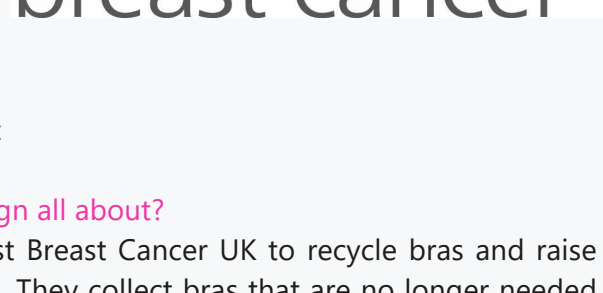 breast cancer
gn all about?
st Breast Cancer UK to recycle bras and raise
. They collect bras that are no longer needed